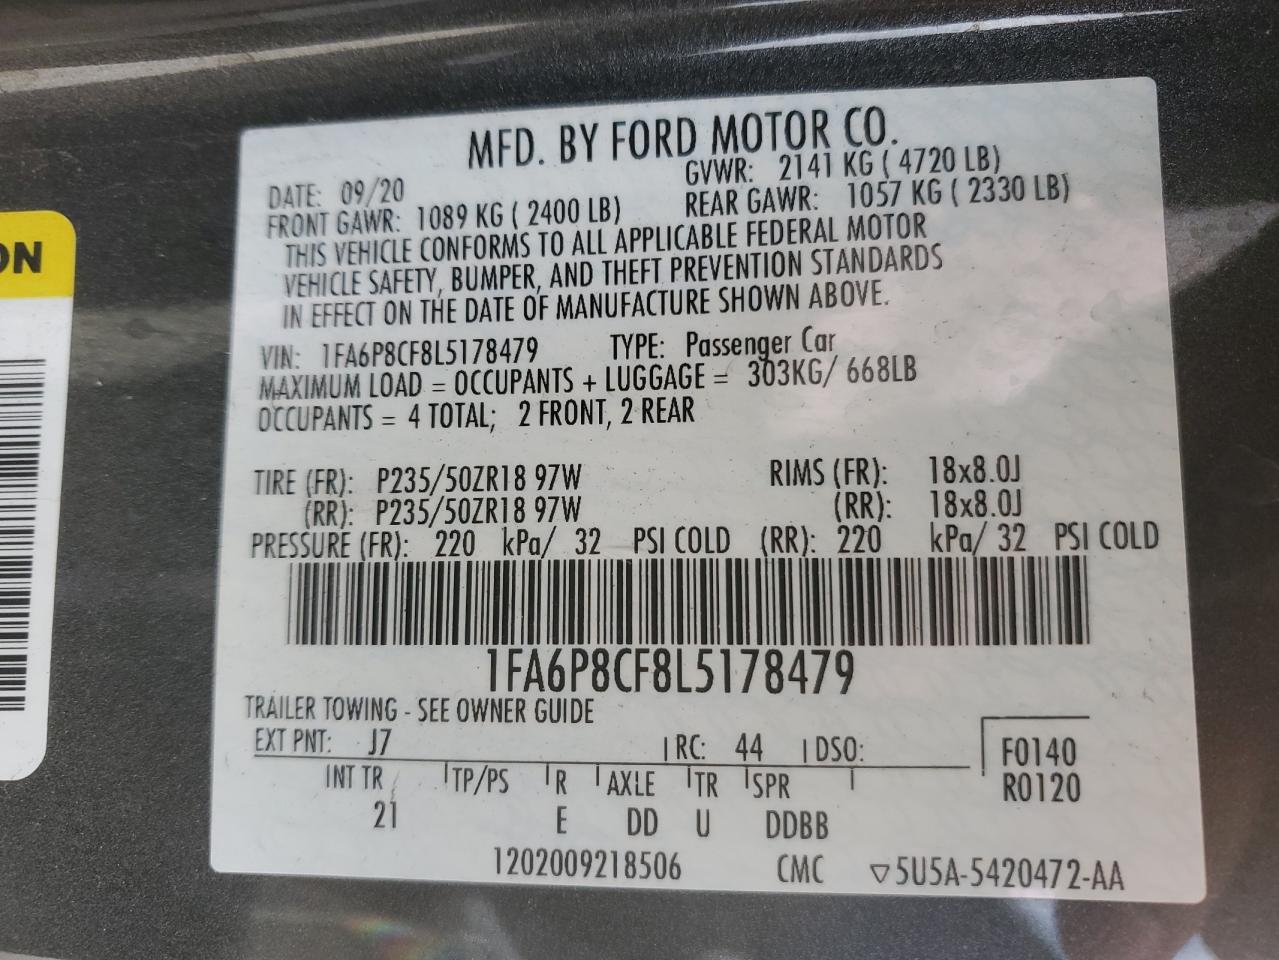 MFD. BY FORD MOTOR CO.
DATE: 09/20 GVWR: 2141 KG ( 4720 LB)
FRONT GAWR: 1089 KG ( 2400 LB) REAR GAWR: 1057 KG ( 2330 LB)
THIS VEHICLE CONFORMS TO ALL APPLICABLE FEDERAL MOTOR
VEHICLE SAFETY, BUMPER, AND THEFT PREVENTION STANDARDS
IN EFFECT ON THE DATE OF MANUFACTURE SHOWN ABOVE.
VIN: 1FA6P8CF8L5178479 TYPE: Passenger Car
MAXIMUM LOAD = OCCUPANTS + LUGGAGE = 303KG/ 668LB
OCCUPANTS = 4 TOTAL; 2 FRONT, 2 REAR
TIRE (FR): P235/50ZR18 97W RIMS (FR): 18x8.0J
(RR): P235/50ZR18 97W (RR): 18x8.0J
PRESSURE (FR): 220 kPa/ 32 PSI COLD (RR): 220 kPa/ 32 PSI COLD
1FA6P8CF8L5178479
TRAILER TOWING - SEE OWNER GUIDE
EXT PNT: J7 RC: 44 DSO: F0140
INT TR TP/PS R AXLE TR SPR R0120
21 E DD U DDBB
1202009218506 CMC ▽5U5A-5420472-AA
ON